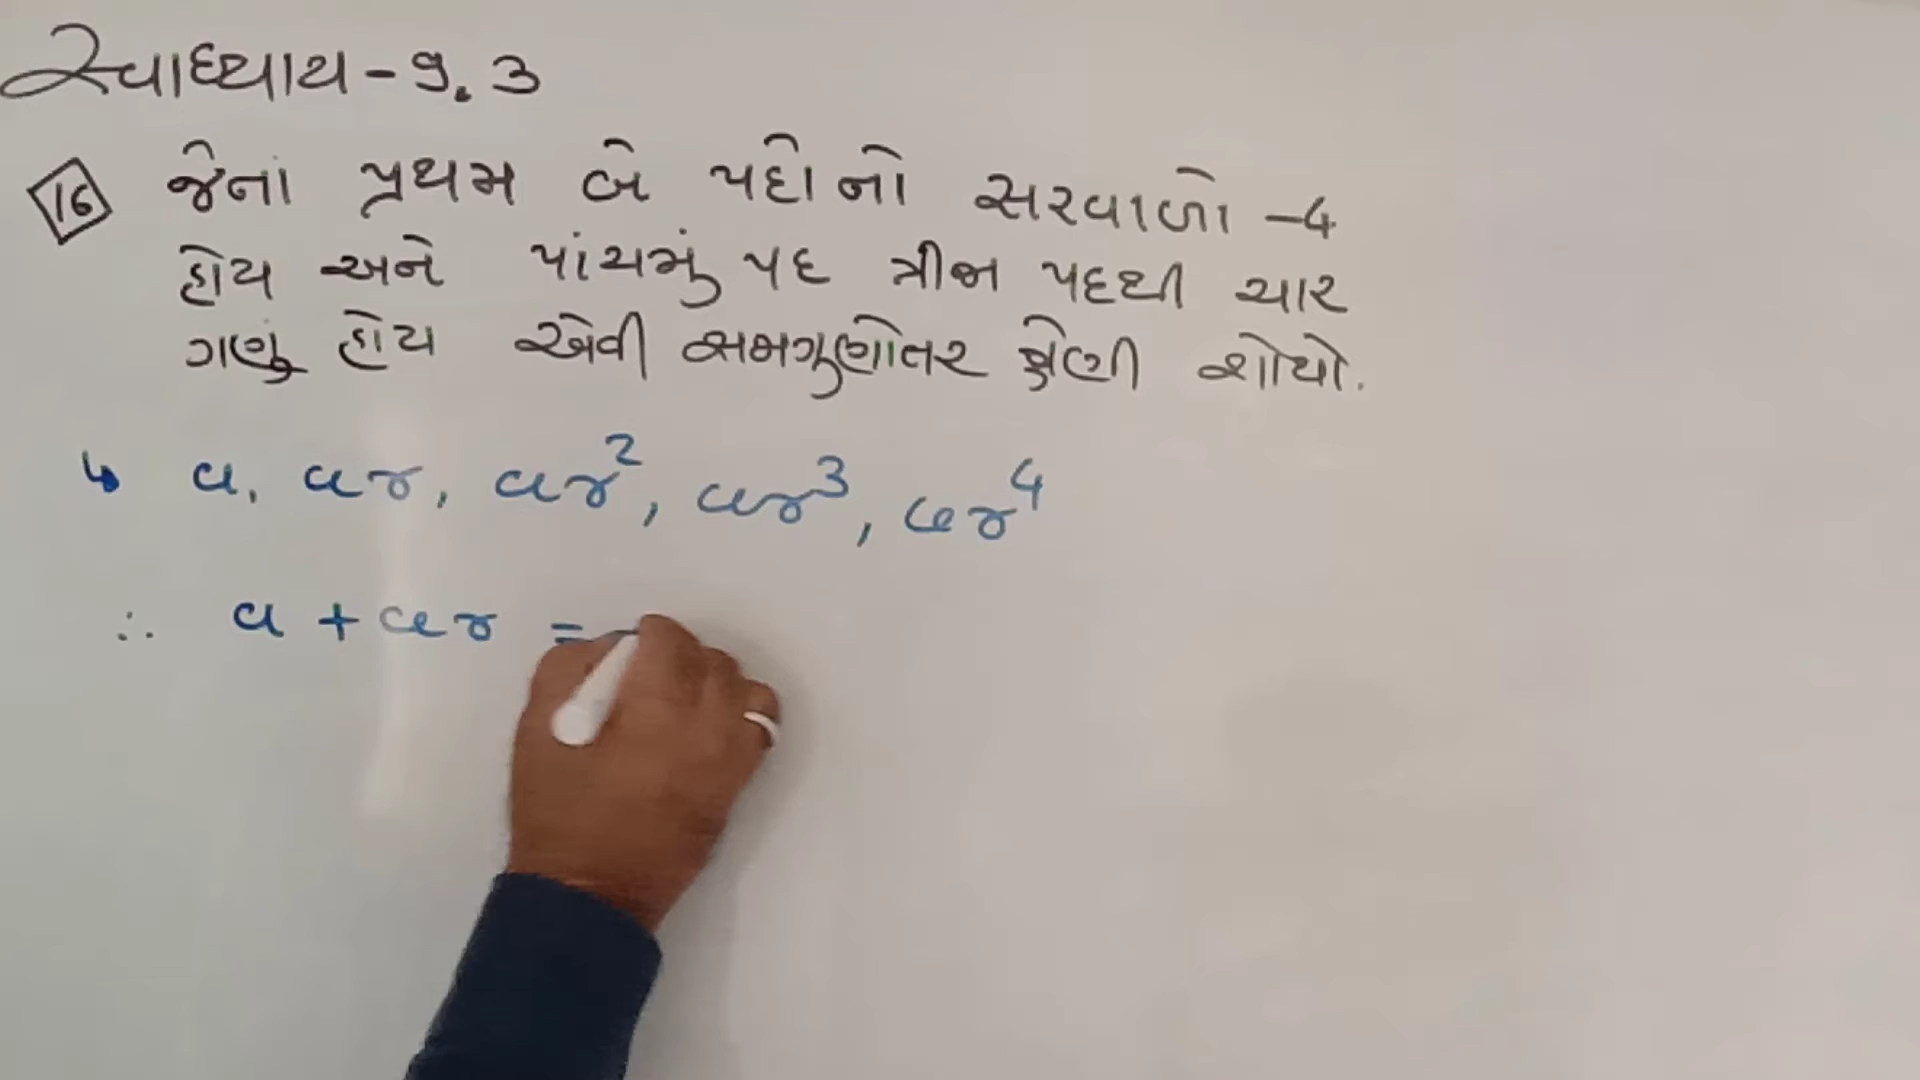 સ્વાધ્યાય - 9.3
16 જેનાં પ્રથમ બે પદોનો સરવાળો -4
હોય અને પાંચમું પદ ત્રીજા પદથી ચાર
ગણું હોય એવી સમગુણોતર શ્રેણી શોધો.
↳ a, ar, ar², ar³, ar⁴
∴ a + ar =